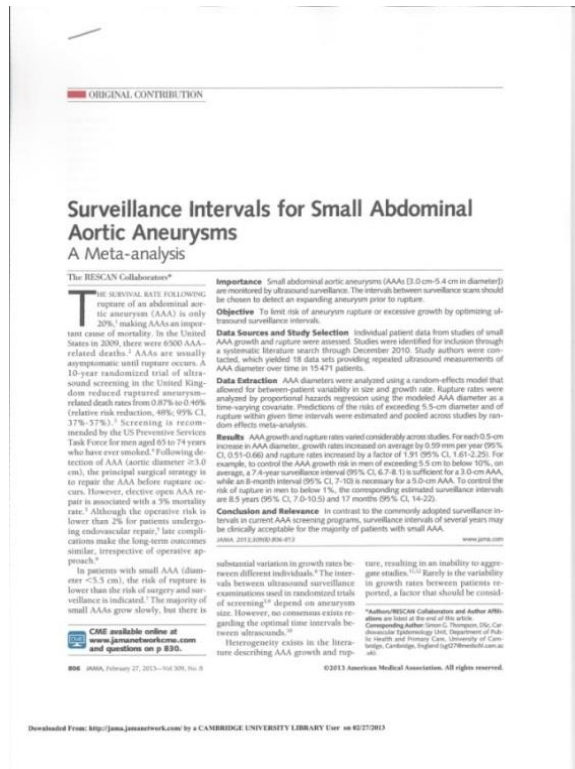 ORIGINAL CONTRIBUTION
Surveillance Intervals for Small Abdominal
Aortic Aneurysms
A Meta-analysis
The RESCAN Collaborators*
THE SURVIVAL RATE FOLLOWING
rupture of an abdominal aor-
tic aneurysm (AAA) is only
20%,¹ making AAAs an impor-
tant cause of mortality. In the United
States in 2009, there were 6500 AAA-
related deaths.² AAAs are usually
asymptomatic until rupture occurs. A
10-year randomized trial of ultra-
sound screening in the United King-
dom reduced ruptured aneurysm–
related death rates from 0.87% to 0.46%
(relative risk reduction, 48%; 95% CI,
37%-57%).³ Screening is recom-
mended by the US Preventive Services
Task Force for men aged 65 to 74 years
who have ever smoked.⁴ Following de-
tection of AAA (aortic diameter ≥3.0
cm), the principal surgical strategy is
to repair the AAA before rupture oc-
curs. However, elective open AAA re-
pair is associated with a 5% mortality
rate.⁵ Although the operative risk is
lower than 2% for patients undergo-
ing endovascular repair,⁵ late compli-
cations make the long-term outcomes
similar, irrespective of operative ap-
proach.⁶
In patients with small AAA (diam-
eter <5.5 cm), the risk of rupture is
lower than the risk of surgery and sur-
veillance is indicated.⁷ The majority of
small AAAs grow slowly, but there is
CME available online at
www.jamanetworkcme.com
and questions on p 830.
Importance Small abdominal aortic aneurysms (AAAs [3.0 cm-5.4 cm in diameter])
are monitored by ultrasound surveillance. The intervals between surveillance scans should
be chosen to detect an expanding aneurysm prior to rupture.
Objective To limit risk of aneurysm rupture or excessive growth by optimizing ul-
trasound surveillance intervals.
Data Sources and Study Selection Individual patient data from studies of small
AAA growth and rupture were assessed. Studies were identified for inclusion through
a systematic literature search through December 2010. Study authors were con-
tacted, which yielded 18 data sets providing repeated ultrasound measurements of
AAA diameter over time in 15 471 patients.
Data Extraction AAA diameters were analyzed using a random-effects model that
allowed for between-patient variability in size and growth rate. Rupture rates were
analyzed by proportional hazards regression using the modeled AAA diameter as a
time-varying covariate. Predictions of the risks of exceeding 5.5-cm diameter and of
rupture within given time intervals were estimated and pooled across studies by ran-
dom effects meta-analysis.
Results AAA growth and rupture rates varied considerably across studies. For each 0.5-cm
increase in AAA diameter, growth rates increased on average by 0.59 mm per year (95%
CI, 0.51-0.66) and rupture rates increased by a factor of 1.91 (95% CI, 1.61-2.25). For
example, to control the AAA growth risk in men of exceeding 5.5 cm to below 10%, on
average, a 7.4-year surveillance interval (95% CI, 6.7-8.1) is sufficient for a 3.0-cm AAA,
while an 8-month interval (95% CI, 7-10) is necessary for a 5.0-cm AAA. To control the
risk of rupture in men to below 1%, the corresponding estimated surveillance intervals
are 8.5 years (95% CI, 7.0-10.5) and 17 months (95% CI, 14-22).
Conclusion and Relevance In contrast to the commonly adopted surveillance in-
tervals in current AAA screening programs, surveillance intervals of several years may
be clinically acceptable for the majority of patients with small AAA.
JAMA. 2013;309(8):806-813
www.jama.com
substantial variation in growth rates be-
tween different individuals.⁸ The inter-
vals between ultrasound surveillance
examinations used in randomized trials
of screening depend on aneurysm
size. However, no consensus exists re-
garding the optimal time intervals be-
tween ultrasounds.¹⁰
Heterogeneity exists in the litera-
ture describing AAA growth and rup-
ture, resulting in an inability to aggre-
gate studies.¹¹,¹² Rarely is the variability
in growth rates between patients re-
ported, a factor that should be consid-
*Authors/RESCAN Collaborators and Author Affili-
ations are listed at the end of this article.
Corresponding Author: Simon G. Thompson, DSc, Car-
diovascular Epidemiology Unit, Department of Pub-
lic Health and Primary Care, University of Cam-
bridge, Cambridge, England (sgt27@medschl.cam.ac
.uk).
806 JAMA, February 27, 2013—Vol 309, No. 8
©2013 American Medical Association. All rights reserved.
Downloaded From: http://jama.jamanetwork.com/ by a CAMBRIDGE UNIVERSITY LIBRARY User on 02/27/2013